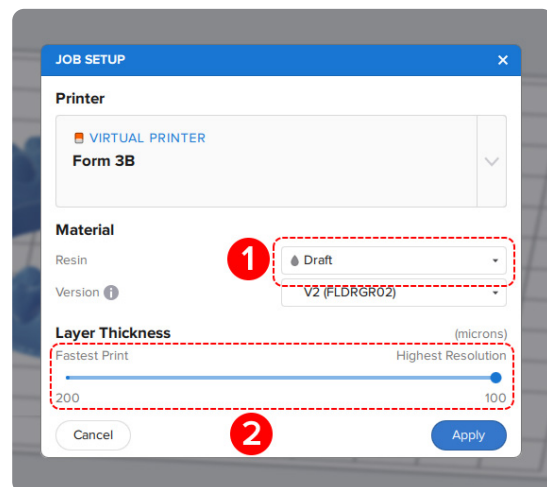 JOB SETUP ×
Printer
VIRTUAL PRINTER
Form 3B
Material
Resin 1 Draft
Version i V2 (FLDRGR02)
Layer Thickness (microns)
Fastest Print Highest Resolution
200 100
Cancel 2 Apply